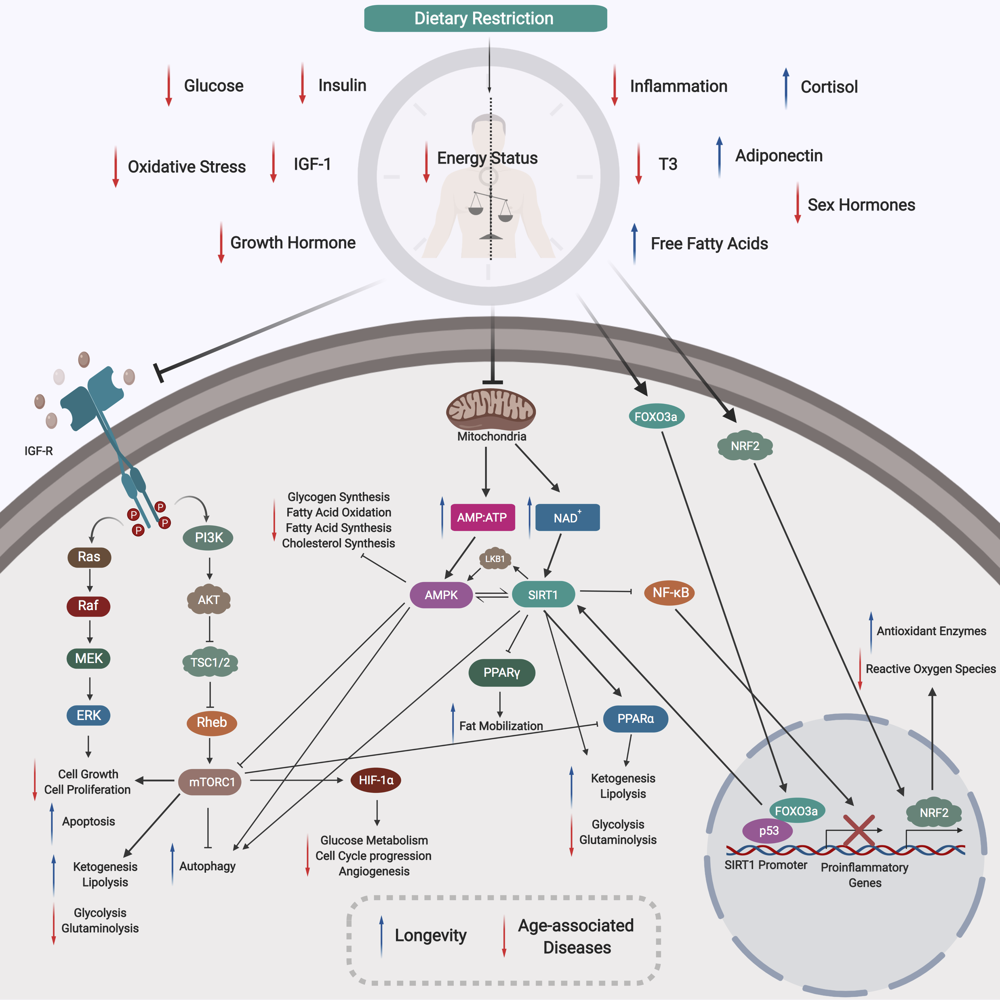 Dietary Restriction
Glucose
Insulin
Inflammation
Cortisol
Oxidative Stress
IGF-1
Energy Status
T3
Adiponectin
Sex Hormones
Growth Hormone
Free Fatty Acids
IGF-R
Mitochondria
FOXO3a
NRF2
P
P
P
P
PI3K
Ras
AKT
Raf
TSC1/2
MEK
Rheb
ERK
mTORC1
Cell Growth
Cell Proliferation
Apoptosis
Ketogenesis
Lipolysis
Glycolysis
Glutaminolysis
Autophagy
Glycogen Synthesis
Fatty Acid Oxidation
Fatty Acid Synthesis
Cholesterol Synthesis
AMP:ATP
NAD+
LKB1
AMPK
SIRT1
NF-κB
PPARγ
Fat Mobilization
PPARα
HIF-1α
Glucose Metabolism
Cell Cycle progression
Angiogenesis
Ketogenesis
Lipolysis
Glycolysis
Glutaminolysis
Antioxidant Enzymes
Reactive Oxygen Species
FOXO3a
p53
NRF2
SIRT1 Promoter
Proinflammatory
Genes
Longevity
Age-associated
Diseases